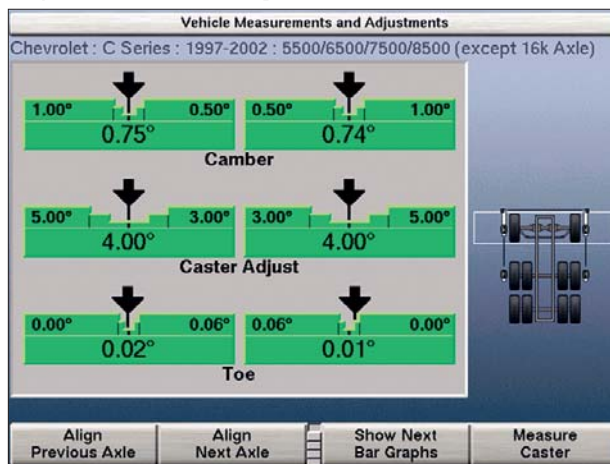 Vehicle Measurements and Adjustments
Chevrolet : C Series : 1997-2002 : 5500/6500/7500/8500 (except 16k Axle)
1.00° 0.50° 0.50° 1.00°
0.75° 0.74°
Camber
5.00° 3.00° 3.00° 5.00°
4.00° 4.00°
Caster Adjust
0.00° 0.06° 0.06° 0.00°
0.02° 0.01°
Toe
Align Align Show Next Measure
Previous Axle Next Axle Bar Graphs Caster